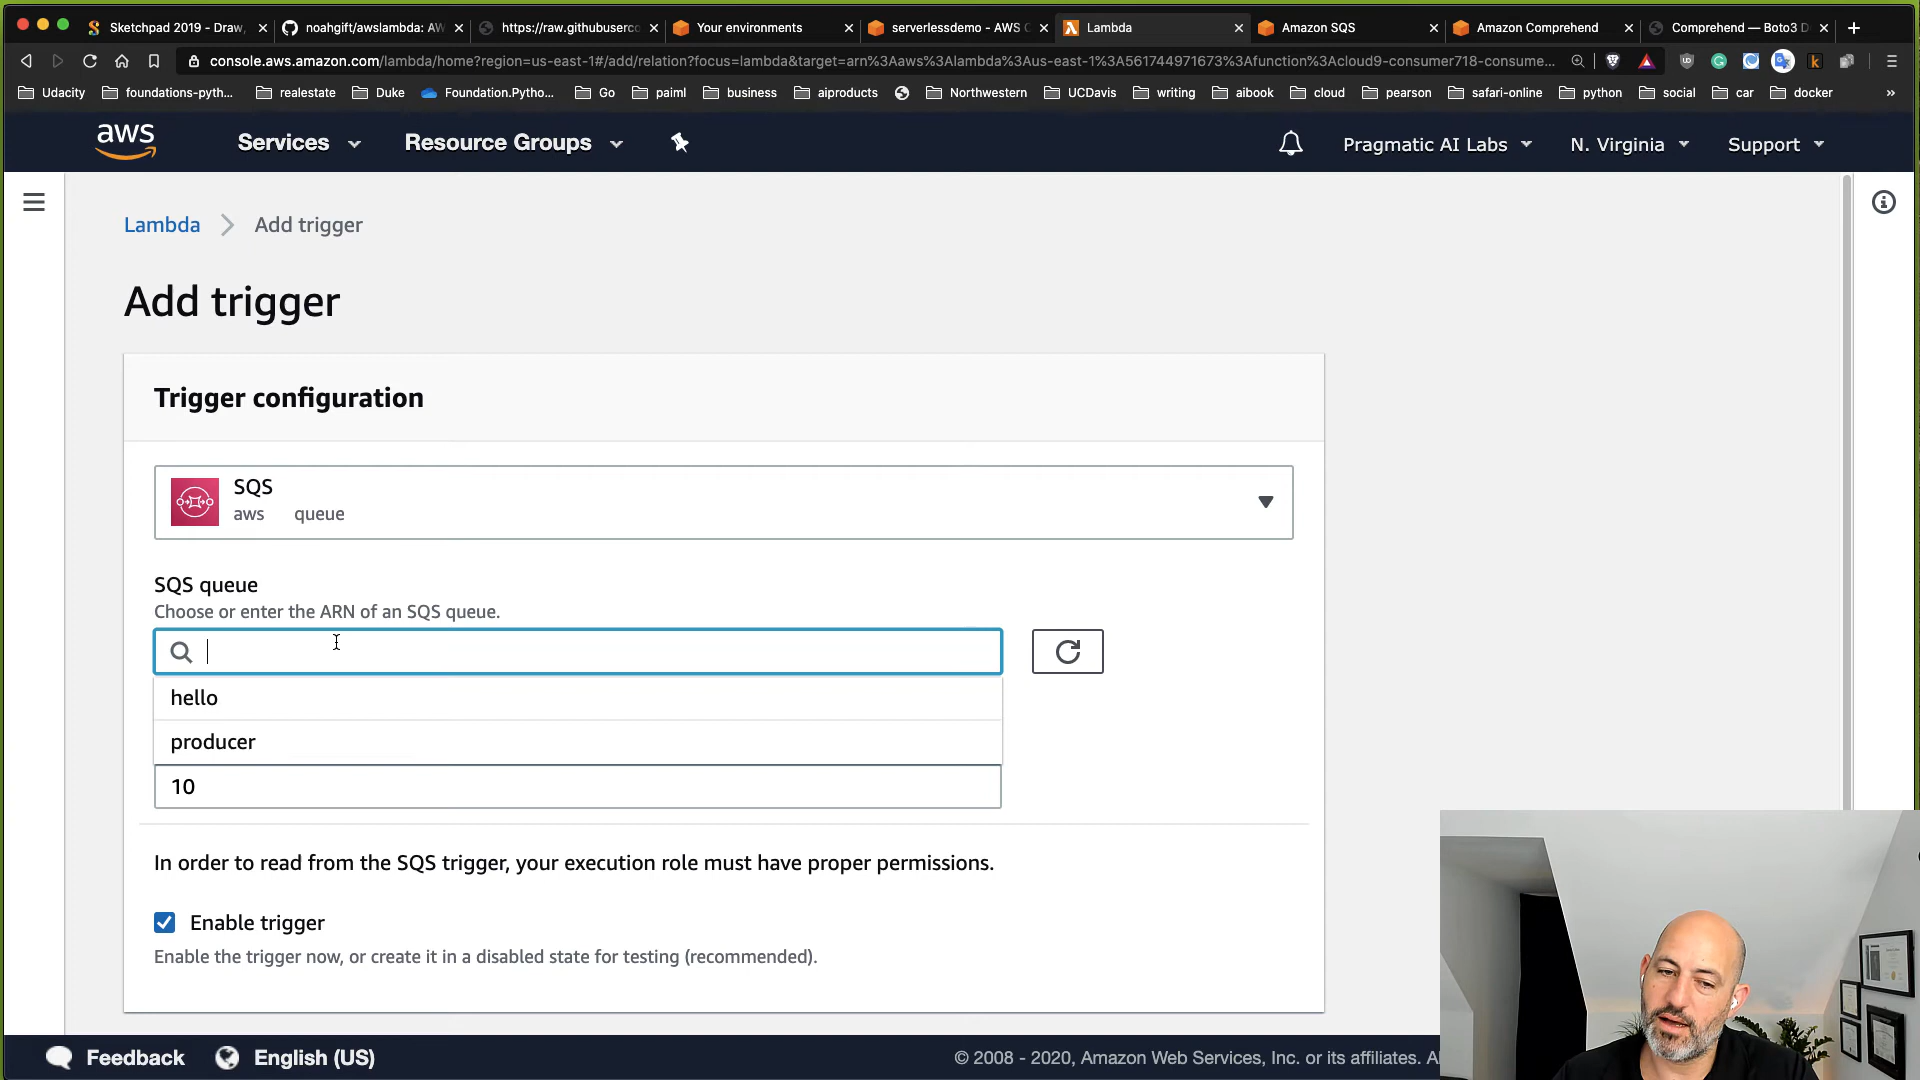 Sketchpad 2019 - Draw,
noahgift/awslambda: AW
https://raw.githubuserco
Your environments
serverlessdemo - AWS C
Lambda
Amazon SQS
Amazon Comprehend
Comprehend — Boto3 D
console.aws.amazon.com/lambda/home?region=us-east-1#/add/relation?focus=lambda&target=arn%3Aaws%3Alambda%3Aus-east-1%3A561744971673%3Afunction%3Acloud9-consumer718-consume...
Udacity
foundations-pyth...
realestate
Duke
Foundation.Pytho...
Go
paiml
business
aiproducts
Northwestern
UCDavis
writing
aibook
cloud
pearson
safari-online
python
social
car
docker
»
aws
Services
Resource Groups
Pragmatic AI Labs
N. Virginia
Support
Lambda
Add trigger
Add trigger
Trigger configuration
SQS
aws queue
SQS queue
Choose or enter the ARN of an SQS queue.
hello
producer
10
In order to read from the SQS trigger, your execution role must have proper permissions.
Enable trigger
Enable the trigger now, or create it in a disabled state for testing (recommended).
Feedback
English (US)
© 2008 - 2020, Amazon Web Services, Inc. or its affiliates.